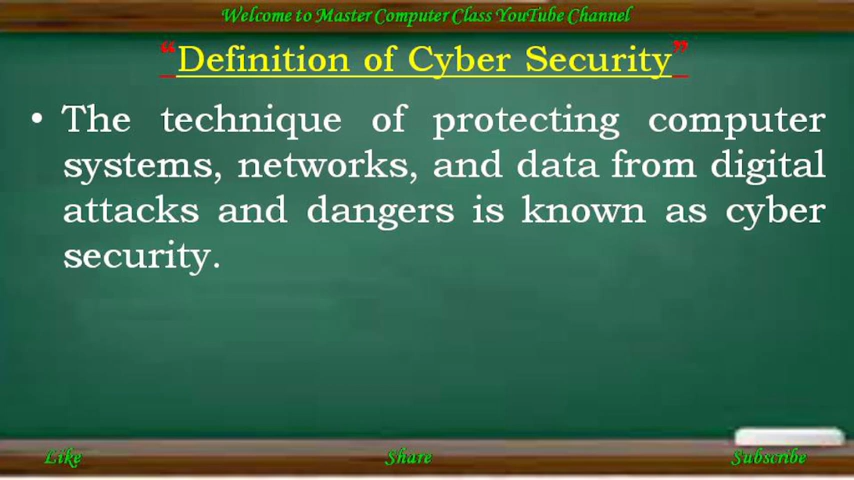 Welcome to Master Computer Class YouTube Channel
“Definition of Cyber Security”
• The technique of protecting computer
systems, networks, and data from digital
attacks and dangers is known as cyber
security.
Like Share Subscribe